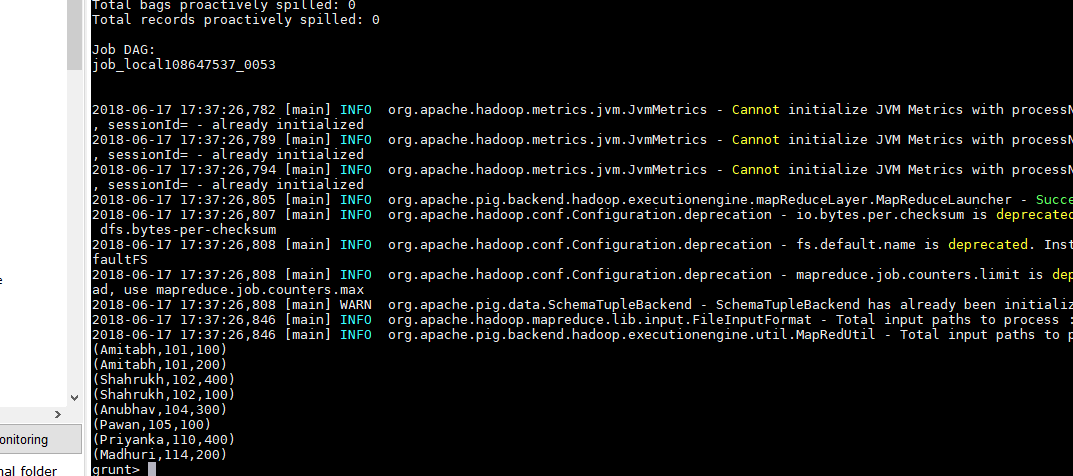 Total bags proactively spilled: 0
Total records proactively spilled: 0
Job DAG:
job_local108647537_0053
2018-06-17 17:37:26,782 [main] INFO  org.apache.hadoop.metrics.jvm.JvmMetrics - Cannot initialize JVM Metrics with processN
, sessionId= - already initialized
2018-06-17 17:37:26,789 [main] INFO  org.apache.hadoop.metrics.jvm.JvmMetrics - Cannot initialize JVM Metrics with processN
, sessionId= - already initialized
2018-06-17 17:37:26,794 [main] INFO  org.apache.hadoop.metrics.jvm.JvmMetrics - Cannot initialize JVM Metrics with processN
, sessionId= - already initialized
2018-06-17 17:37:26,805 [main] INFO  org.apache.pig.backend.hadoop.executionengine.mapReduceLayer.MapReduceLauncher - Succe
2018-06-17 17:37:26,807 [main] INFO  org.apache.hadoop.conf.Configuration.deprecation - io.bytes.per.checksum is deprecated
dfs.bytes-per-checksum
2018-06-17 17:37:26,808 [main] INFO  org.apache.hadoop.conf.Configuration.deprecation - fs.default.name is deprecated. Inst
faultFS
2018-06-17 17:37:26,808 [main] INFO  org.apache.hadoop.conf.Configuration.deprecation - mapreduce.job.counters.limit is dep
ad, use mapreduce.job.counters.max
2018-06-17 17:37:26,808 [main] WARN  org.apache.pig.data.SchemaTupleBackend - SchemaTupleBackend has already been initializ
2018-06-17 17:37:26,846 [main] INFO  org.apache.hadoop.mapreduce.lib.input.FileInputFormat - Total input paths to process :
2018-06-17 17:37:26,846 [main] INFO  org.apache.pig.backend.hadoop.executionengine.util.MapRedUtil - Total input paths to p
(Amitabh,101,100)
(Amitabh,101,200)
(Shahrukh,102,400)
(Shahrukh,102,100)
(Anubhav,104,300)
(Pawan,105,100)
(Priyanka,110,400)
(Madhuri,114,200)
grunt>
e
onitoring
nal folder